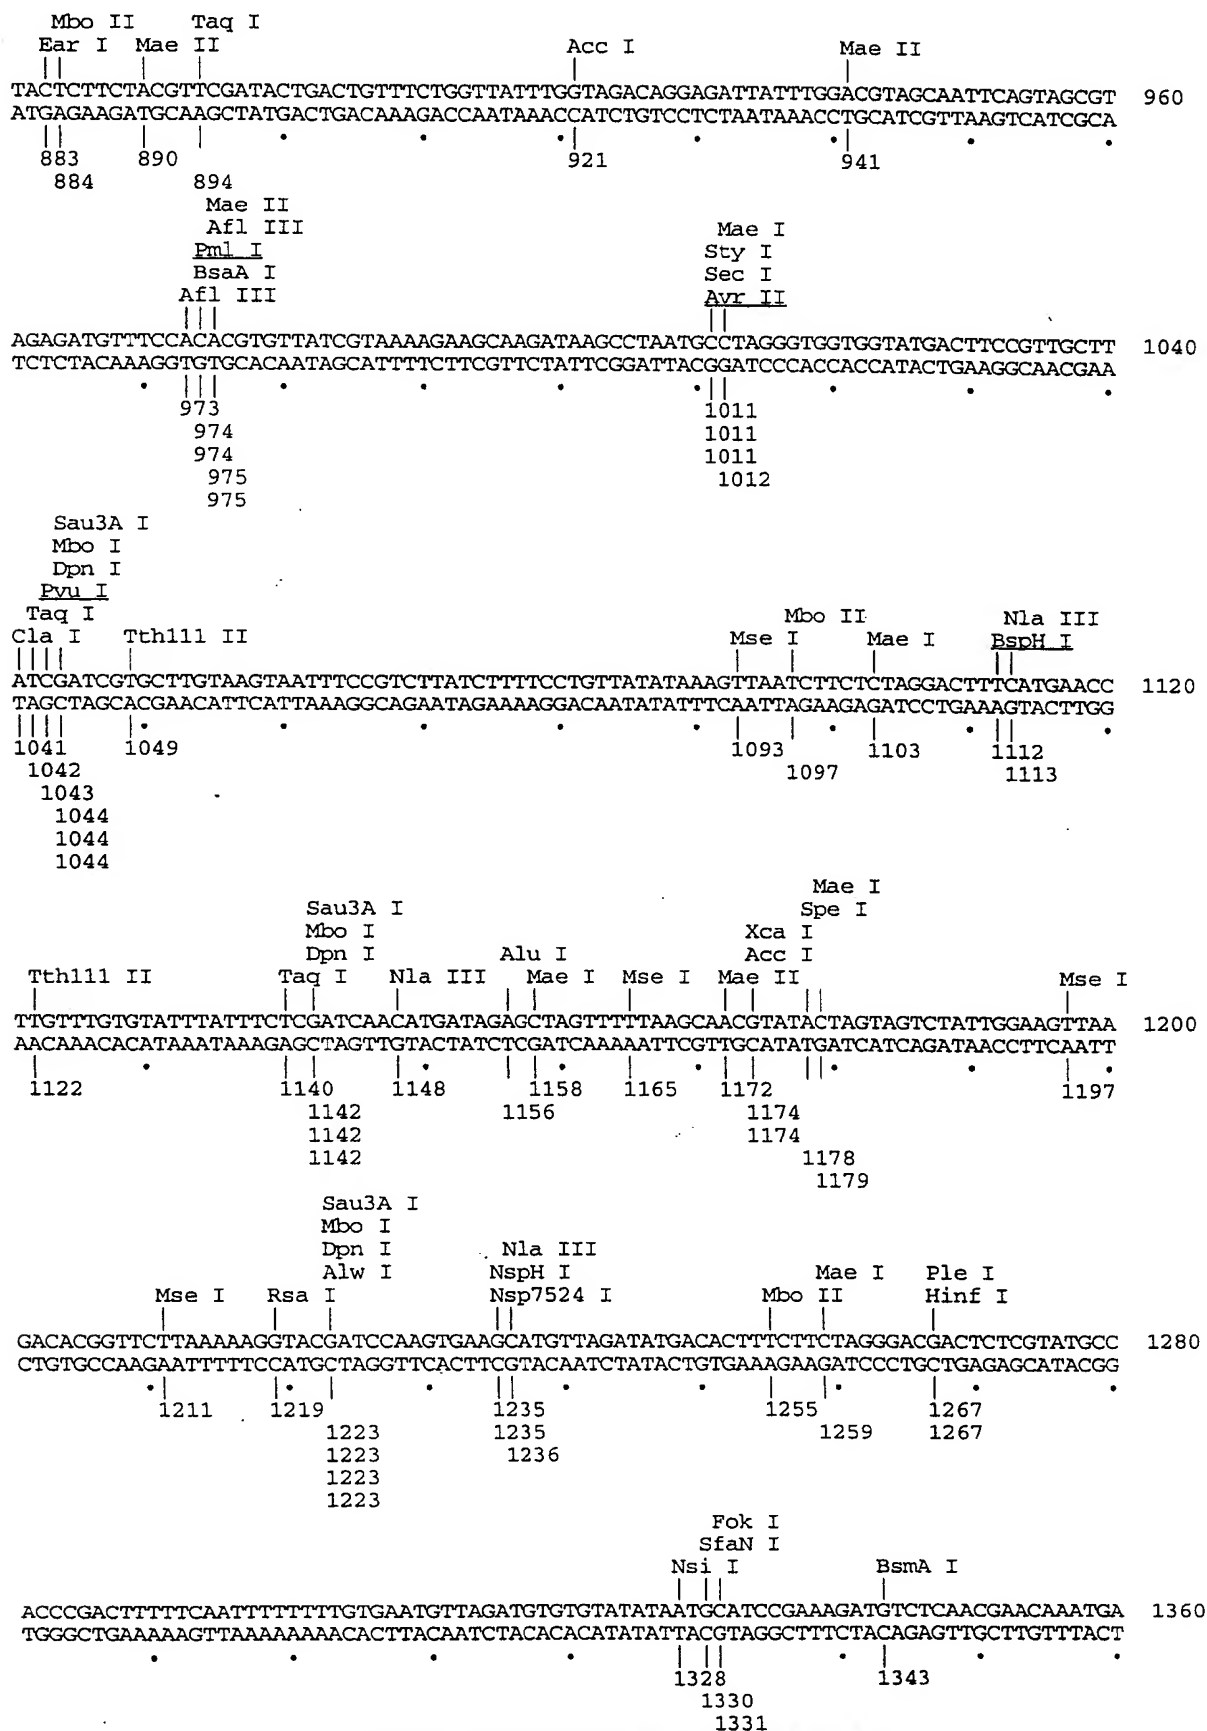 Mbo II Taq I
Ear I Mae II Acc I Mae II
TACTCTTCTACGTTCGATACTGACTGTTTCTGGTTATTTGGTAGACAGGAGATTATTTGGACGTAGCAATTCAGTAGCGT 960
ATGAGAAGATGCAAGCTATGACTGACAAAGACCAATAAACCATCTGTCCTCTAATAAACCTGCATCGTTAAGTCATCGCA
883 890 921 941
884 894
Mae II
Afl III Mae I
Pml I Sty I
BsaA I Sec I
Afl III Avr II
AGAGATGTTTCCACACGTGTTATCGTAAAAGAAGCAAGATAAGCCTAATGCCTAGGGTGGTGGTATGACTTCCGTTGCTT 1040
TCTCTACAAAGGTGTGCACAATAGCATTTTCTTCGTTCTATTCGGATTACGGATCCCACCACCATACTGAAGGCAACGAA
973 1011
974 1011
974 1011
975 1012
975
Sau3A I
Mbo I
Dpn I
Pvu I
Taq I Mbo II Nla III
Cla I Tth111 II Mse I Mae I BspH I
ATCGATCGTGCTTGTAAGTAATTTCCGTCTTATCTTTTCCTGTTATATAAAGTTAATCTTCTCTAGGACTTTCATGAACC 1120
TAGCTAGCACGAACATTCATTAAAGGCAGAATAGAAAAGGACAATATATTTCAATTAGAAGAGATCCTGAAAGTACTTGG
1041 1049 1093 1103 1112
1042 1097 1113
1043
1044
1044
1044
Mae I
Sau3A I Spe I
Mbo I Xca I
Dpn I Alu I Acc I
Tth111 II Taq I Nla III Mae I Mse I Mae II Mse I
TTGTTTGTGTATTTATTTCTCGATCAACATGATAGAGCTAGTTTTTAAGCAACGTATACTAGTAGTCTATTGGAAGTTAA 1200
AACAAACACATAAATAAAGAGCTAGTTGTACTATCTCGATCAAAAATTCGTTGCATATGATCATCAGATAACCTTCAATT
1122 1140 1148 1158 1165 1172 1197
1142 1156 1174
1142 1174
1142 1178
1179
Sau3A I
Mbo I
Dpn I Nla III
Alw I NspH I Mae I Ple I
Mse I Rsa I Nsp7524 I Mbo II Hinf I
GACACGGTTCTTAAAAAGGTACGATCCAAGTGAAGCATGTTAGATATGACACTTTCTTCTAGGGACGACTCTCGTATGCC 1280
CTGTGCCAAGAATTTTTCCATGCTAGGTTCACTTCGTACAATCTATACTGTGAAAGAAGATCCCTGCTGAGAGCATACGG
1211 1219 1235 1255 1267
1223 1235 1259 1267
1223 1236
1223
1223
Fok I
SfaN I
Nsi I BsmA I
ACCCGACTTTTTCAATTTTTTTTTGTGAATGTTAGATGTGTGTATATAATGCATCCGAAAGATGTCTCAACGAACAAATGA 1360
TGGGCTGAAAAAGTTAAAAAAAAACACTTACAATCTACACACATATATTACGTAGGCTTTCTACAGAGTTGCTTGTTTACT
1328 1343
1330
1331